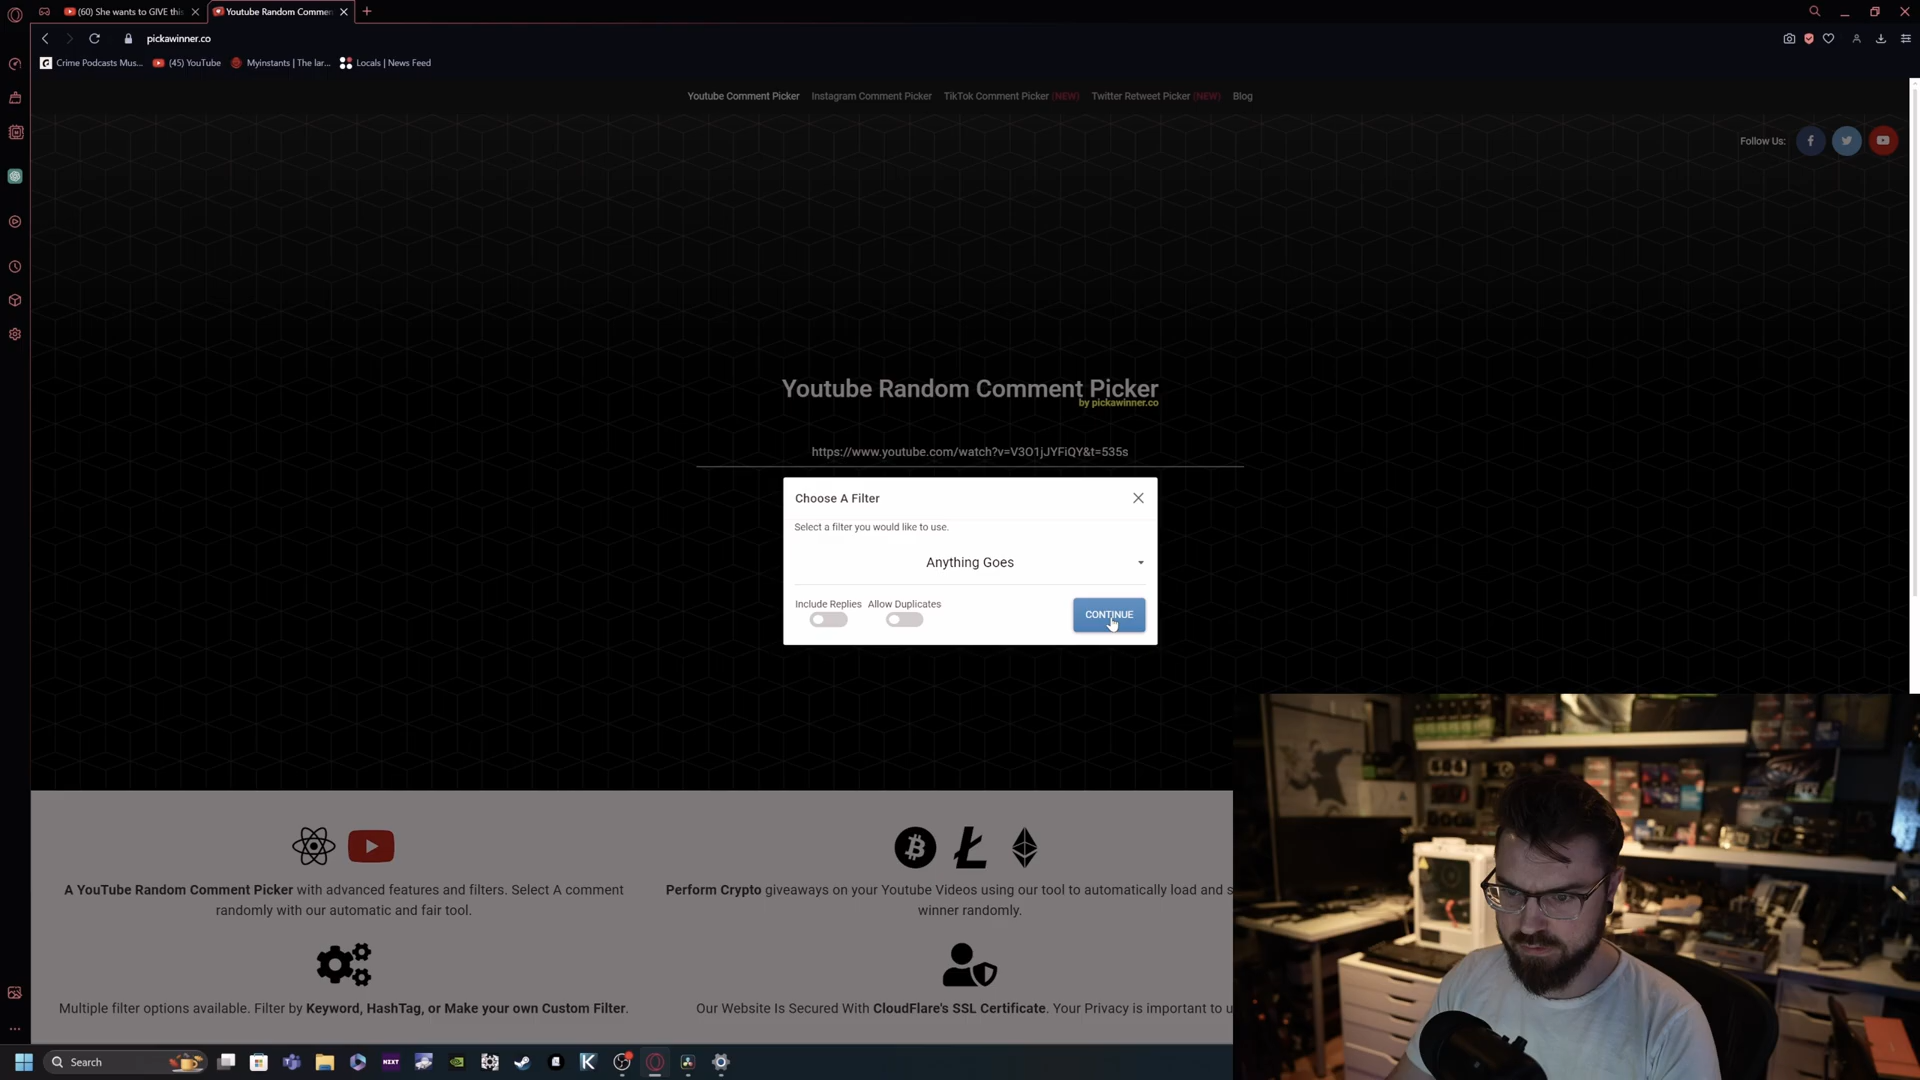 (60) She wants to GIVE this
Youtube Random Commen
pickawinner.co
Crime Podcasts Mus...
(45) YouTube
Myinstants | The lar...
Locals | News Feed
Youtube Comment Picker
Instagram Comment Picker
TikTok Comment Picker (NEW)
Twitter Retweet Picker (NEW)
Blog
Follow Us:
Youtube Random Comment Picker
by pickawinner.co
https://www.youtube.com/watch?v=V3O1jJYFiQY&t=535s
Choose A Filter
Select a filter you would like to use.
Anything Goes
Include Replies
Allow Duplicates
CONTINUE
A YouTube Random Comment Picker with advanced features and filters. Select A comment
randomly with our automatic and fair tool.
Perform Crypto giveaways on your Youtube Videos using our tool to automatically load and s
winner randomly.
Multiple filter options available. Filter by Keyword, HashTag, or Make your own Custom Filter.
Our Website Is Secured With CloudFlare's SSL Certificate. Your Privacy is important to u
Search
NZXT